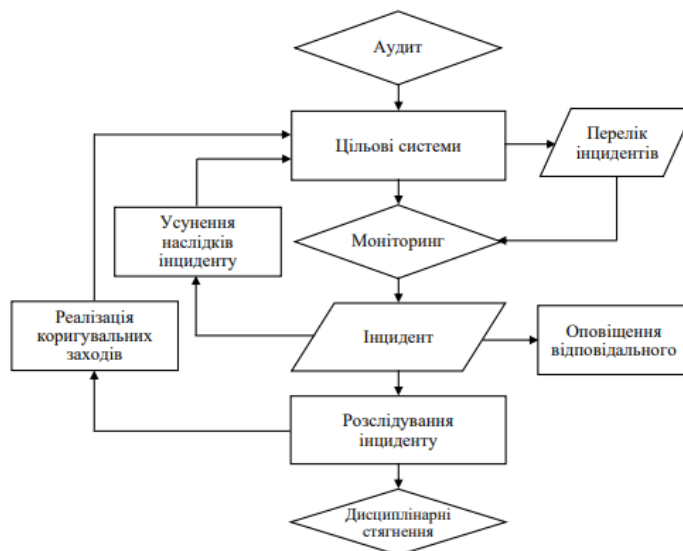 Аудит
Цільові системи
Перелік
інцидентів
Усунення
наслідків
інциденту
Моніторинг
Реалізація
коригувальних
заходів
Інцидент
Оповіщення
відповідального
Розслідування
інциденту
Дисциплінарні
стягнення